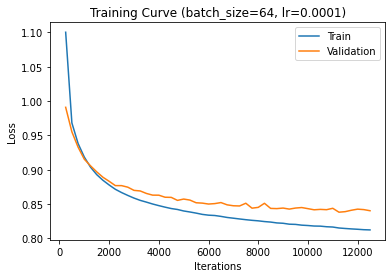 Training Curve (batch_size=64, lr=0.0001)
Train
Validation
1.10
1.05
1.00
0.95
0.90
0.85
0.80
Loss
0 2000 4000 6000 8000 10000 12000
Iterations